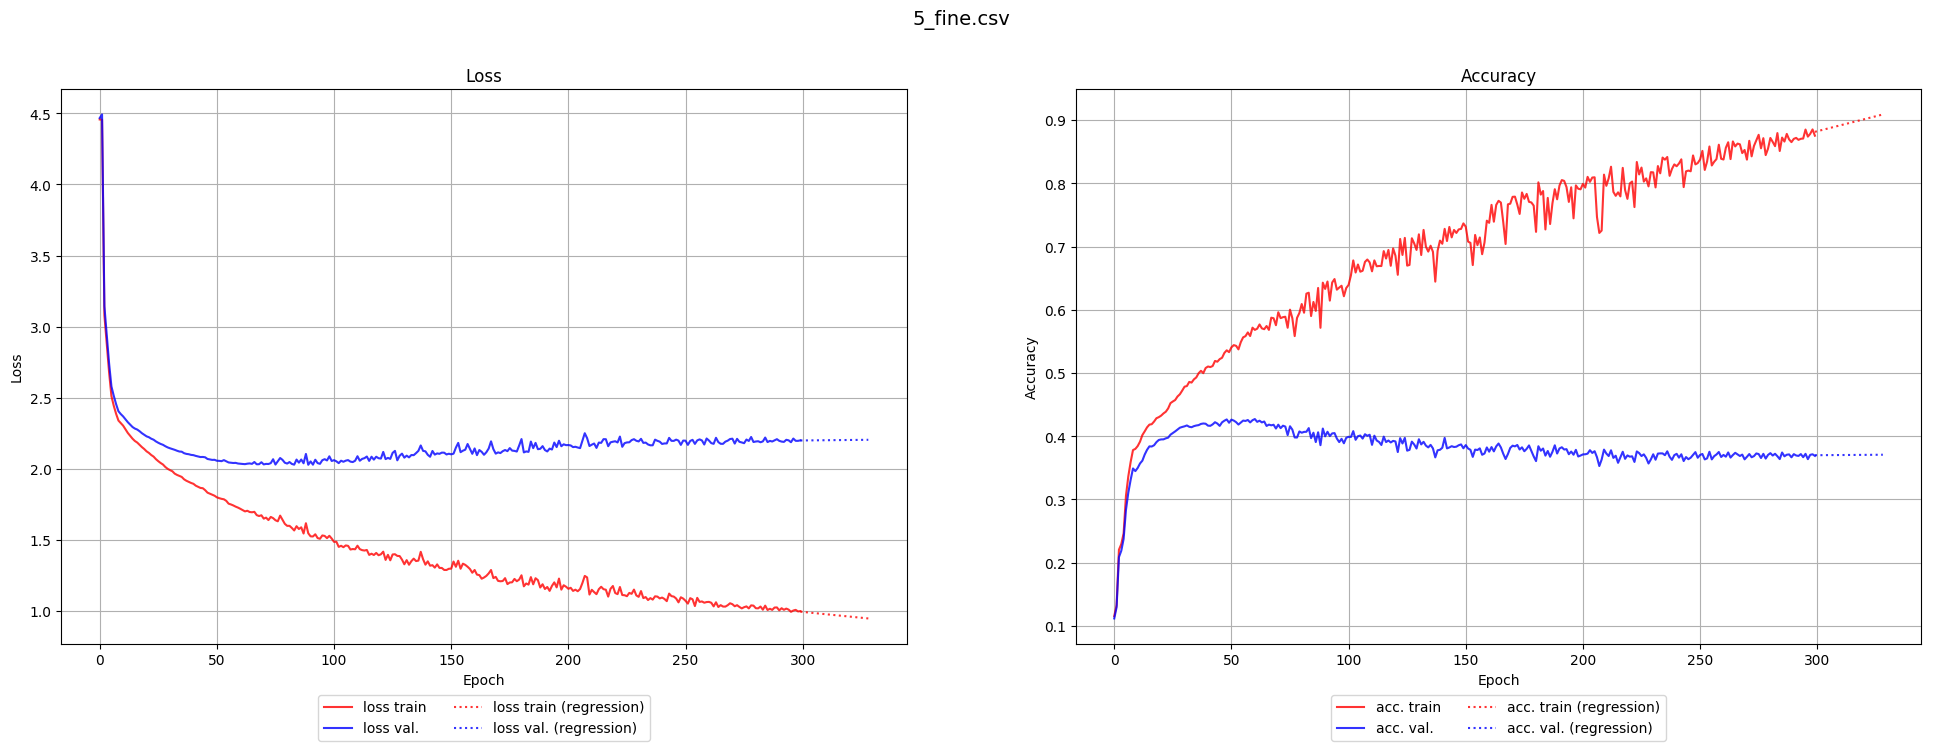 5_fine.csv
Loss
4.5
4.0
3.5
3.0
2.5
2.0
1.5
1.0
Loss
0 50 100 150 200 250 300
Epoch
loss train
loss val.
loss train (regression)
loss val. (regression)
Accuracy
0.9
0.8
0.7
0.6
0.5
0.4
0.3
0.2
0.1
Accuracy
0 50 100 150 200 250 300
Epoch
acc. train
acc. val.
acc. train (regression)
acc. val. (regression)